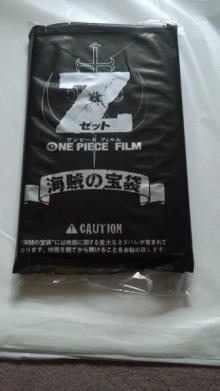 Z
ゼット
ワンピース フィルム
ONE PIECE FILM
海賊の宝袋
⚠ CAUTION
"海賊の宝袋"には映画に関する重大なネタバレが含まれて
おります。映画を観てから開けることをお勧め致します。